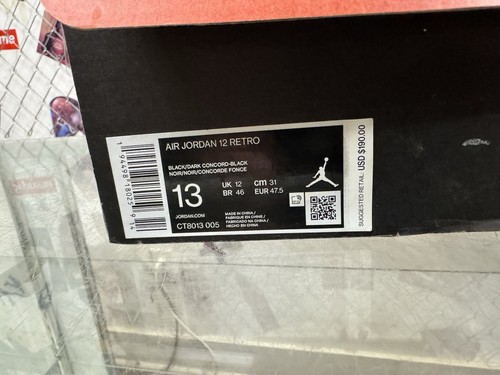 me
AIR JORDAN 12 RETRO
BLACK/DARK CONCORD-BLACK
NOIR/NOIR/CONCORDE FONCE
13
UK 12 cm 31
BR 46 EUR 47.5
JORDAN.COM
MADE IN CHINA /
FABRIQUE EN CHINE /
FABRICADO NA CHINA /
HECHO EN CHINA
CT8013 005
SUGGESTED RETAIL USD $190.00